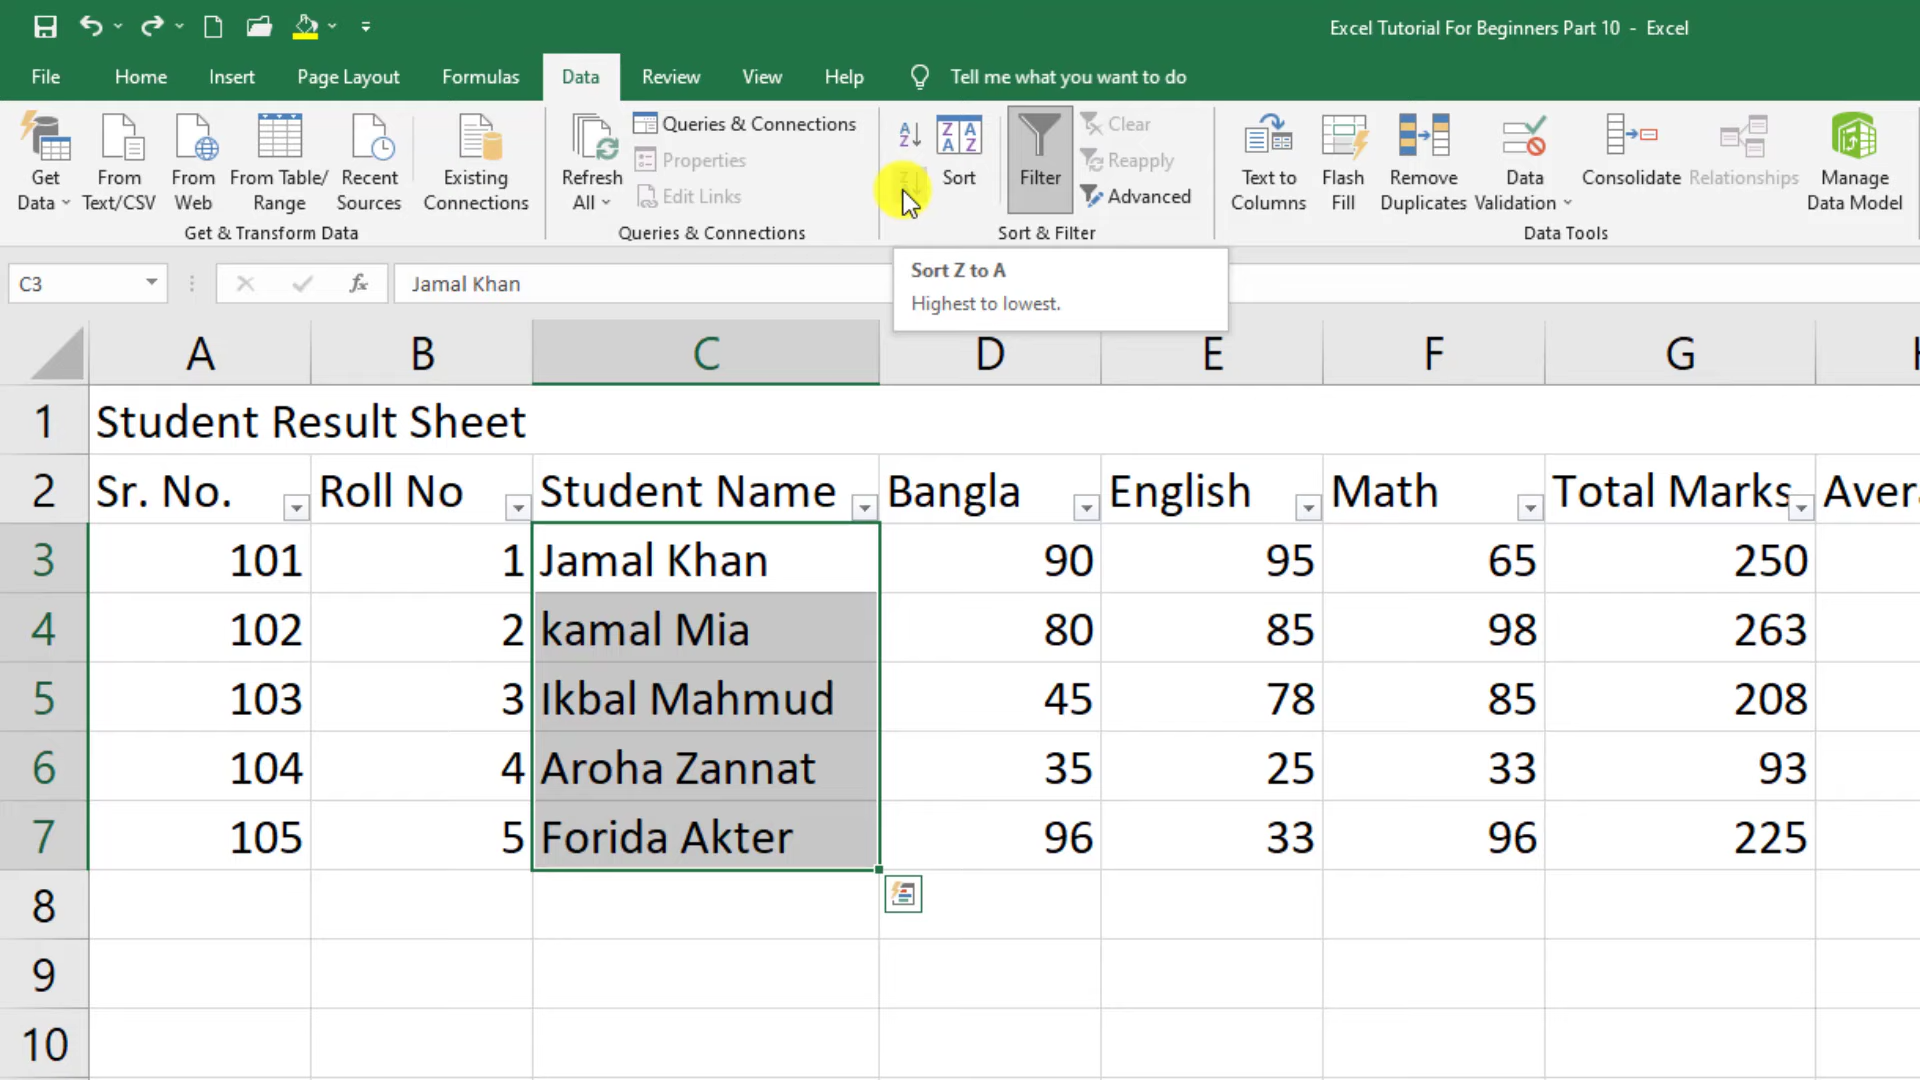 Excel Tutorial For Beginners Part 10 - Excel
File Home Insert Page Layout Formulas Data Review View Help Tell me what you want to do
Get Data
From Text/CSV
From Web
From Table/ Range
Recent Sources
Existing Connections
Get & Transform Data
Refresh All
Queries & Connections
Properties
Edit Links
Queries & Connections
Sort
Filter
Clear
Reapply
Advanced
Sort & Filter
Text to Columns
Flash Fill
Remove Duplicates
Data Validation
Consolidate
Relationships
Manage Data Model
Data Tools
C3 fx Jamal Khan
Sort Z to A
Highest to lowest.
A B C D E F G
1 Student Result Sheet
2 Sr. No. Roll No Student Name Bangla English Math Total Marks
3 101 1 Jamal Khan 90 95 65 250
4 102 2 kamal Mia 80 85 98 263
5 103 3 Ikbal Mahmud 45 78 85 208
6 104 4 Aroha Zannat 35 25 33 93
7 105 5 Forida Akter 96 33 96 225
8
9
10